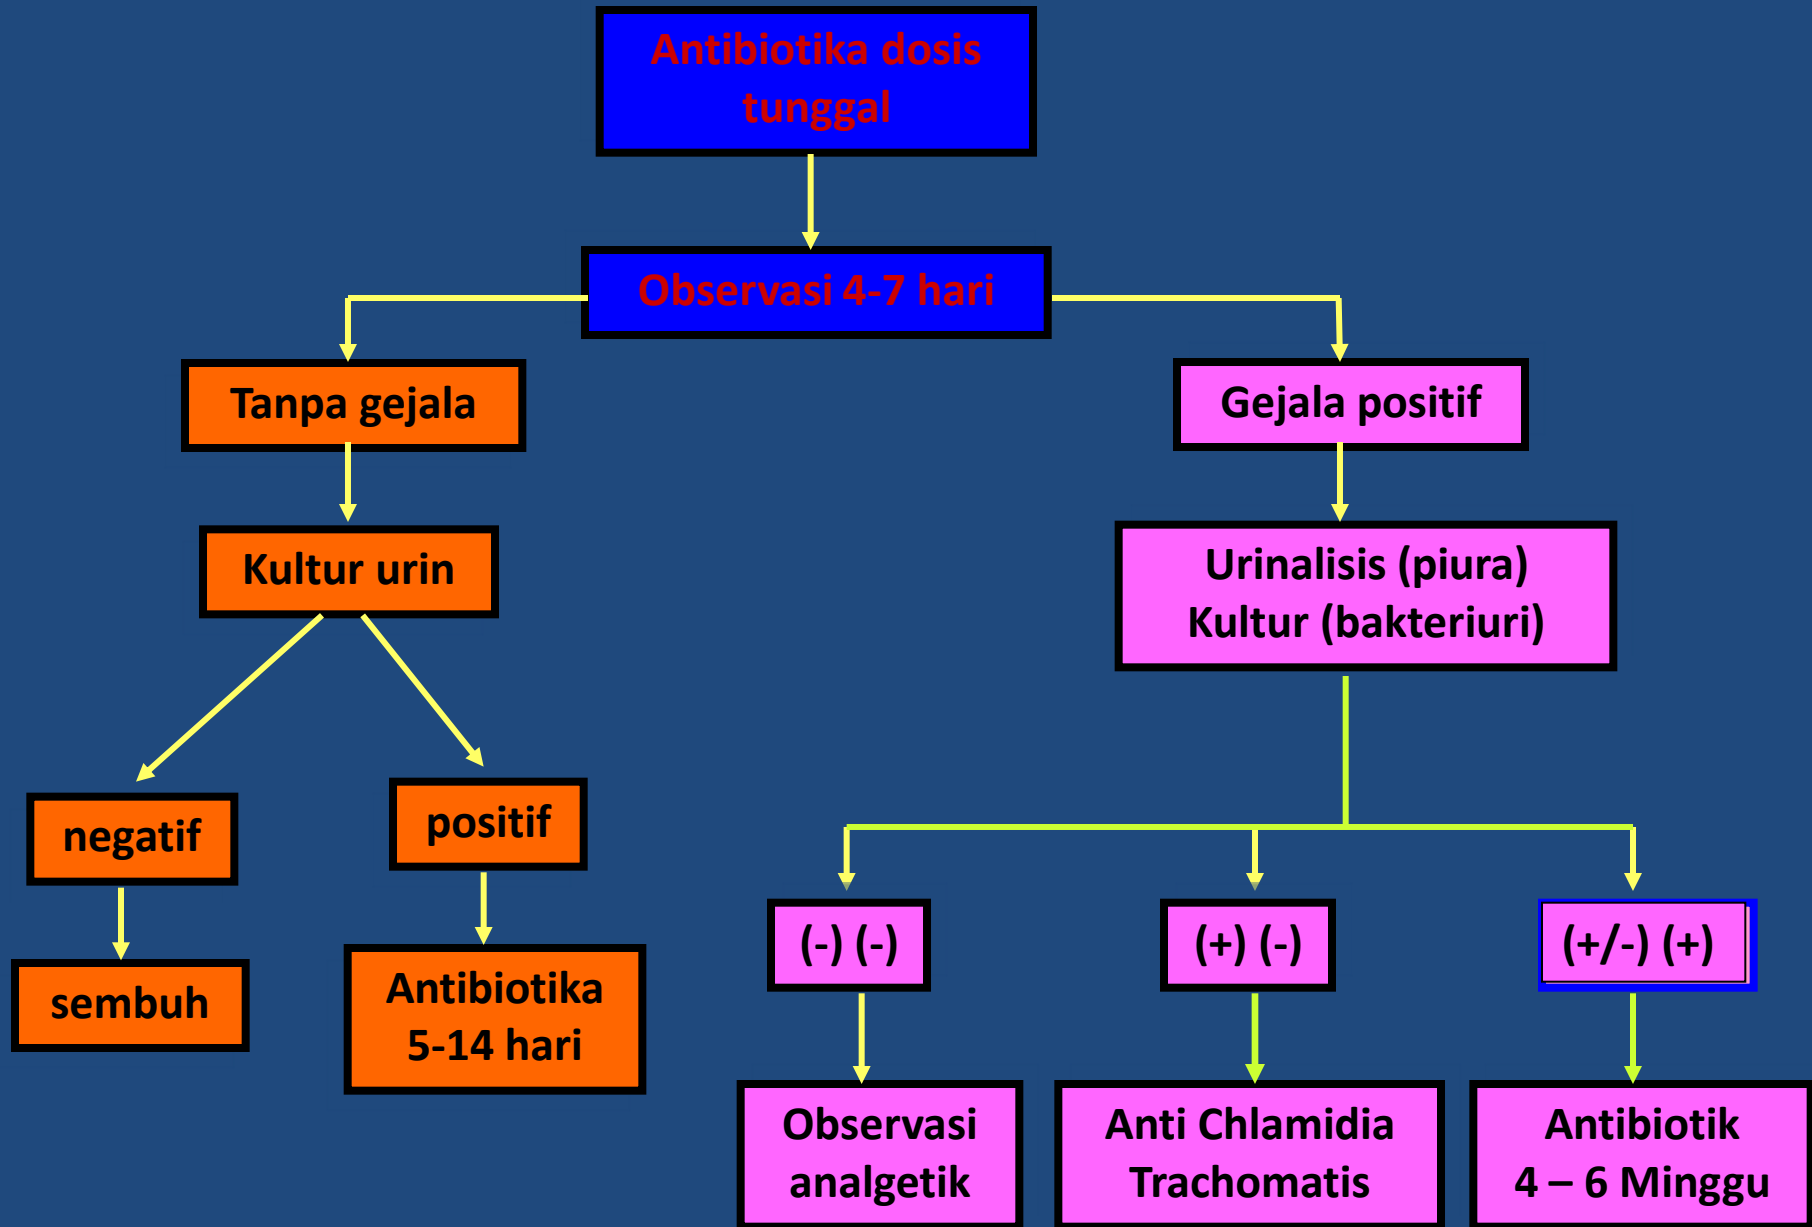 Antibiotika dosis
tunggal
Observasi 4-7 hari
Tanpa gejala
Gejala positif
Kultur urin
Urinalisis (piura)
Kultur (bakteriuri)
negatif
positif
(-) (-)
(+) (-)
(+/-) (+)
sembuh
Antibiotika
5-14 hari
Observasi
analgetik
Anti Chlamidia
Trachomatis
Antibiotik
4 – 6 Minggu